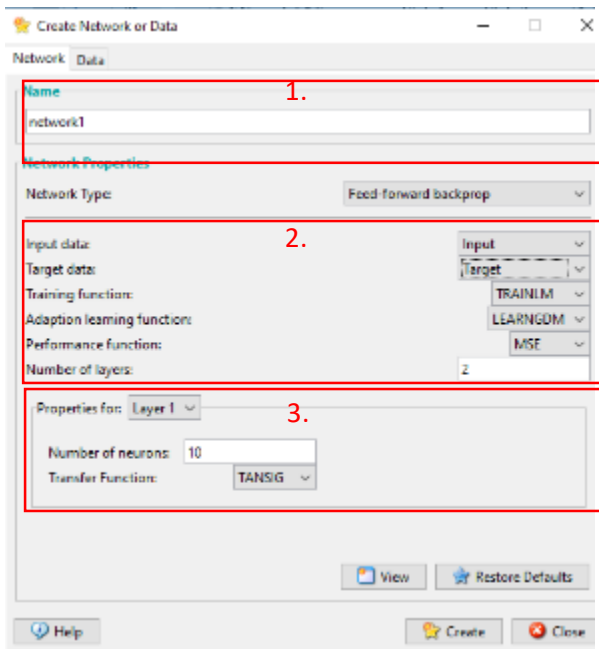 Create Network or Data
Network Data
Name
1.
network1
Network Properties
Network Type: Feed-forward backprop
2.
Input data: Input
Target data: Target
Training function: TRAINLM
Adaption learning function: LEARNGDM
Performance function: MSE
Number of layers: 2
Properties for: Layer 1
3.
Number of neurons: 10
Transfer Function: TANSIG
View Restore Defaults
Help Create Close